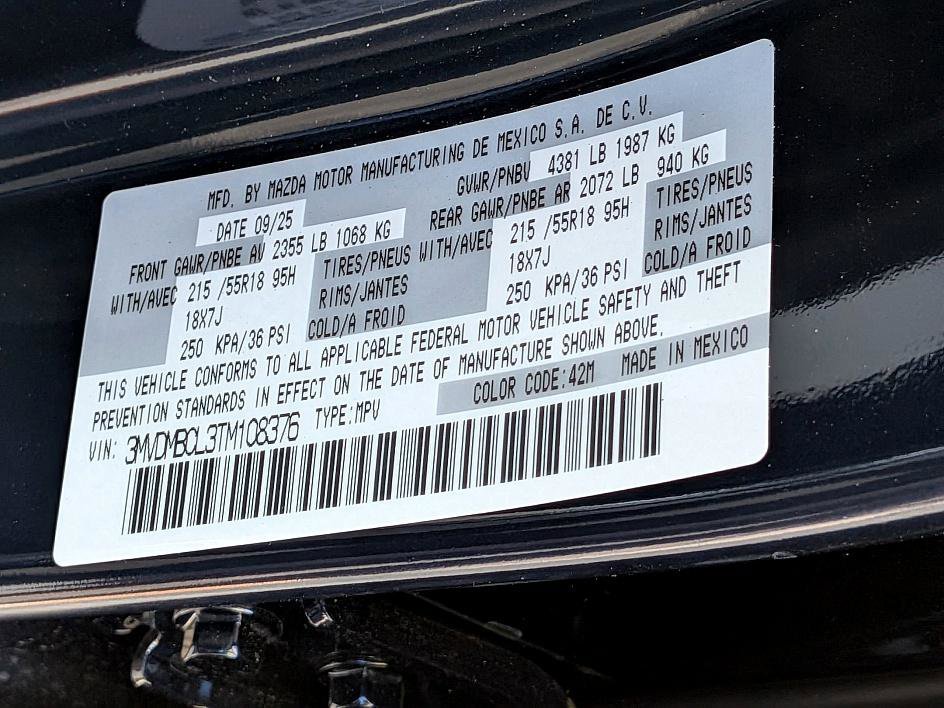 MFD. BY MAZDA MOTOR MANUFACTURING DE MEXICO S.A. DE C.V.
DATE 09/25 GVWR/PNBV 4381 LB 1987 KG
FRONT GAWR/PNBE AV 2355 LB 1068 KG REAR GAWR/PNBE AR 2072 LB 940 KG
WITH/AVEC 215 /55R18 95H TIRES/PNEUS WITH/AVEC 215 /55R18 95H TIRES/PNEUS
18X7J RIMS/JANTES 18X7J RIMS/JANTES
250 KPA/36 PSI COLD/A FROID 250 KPA/36 PSI COLD/A FROID
THIS VEHICLE CONFORMS TO ALL APPLICABLE FEDERAL MOTOR VEHICLE SAFETY AND THEFT
PREVENTION STANDARDS IN EFFECT ON THE DATE OF MANUFACTURE SHOWN ABOVE.
VIN: 3MVDMBCL3TM108376 TYPE:MPV COLOR CODE:42M MADE IN MEXICO